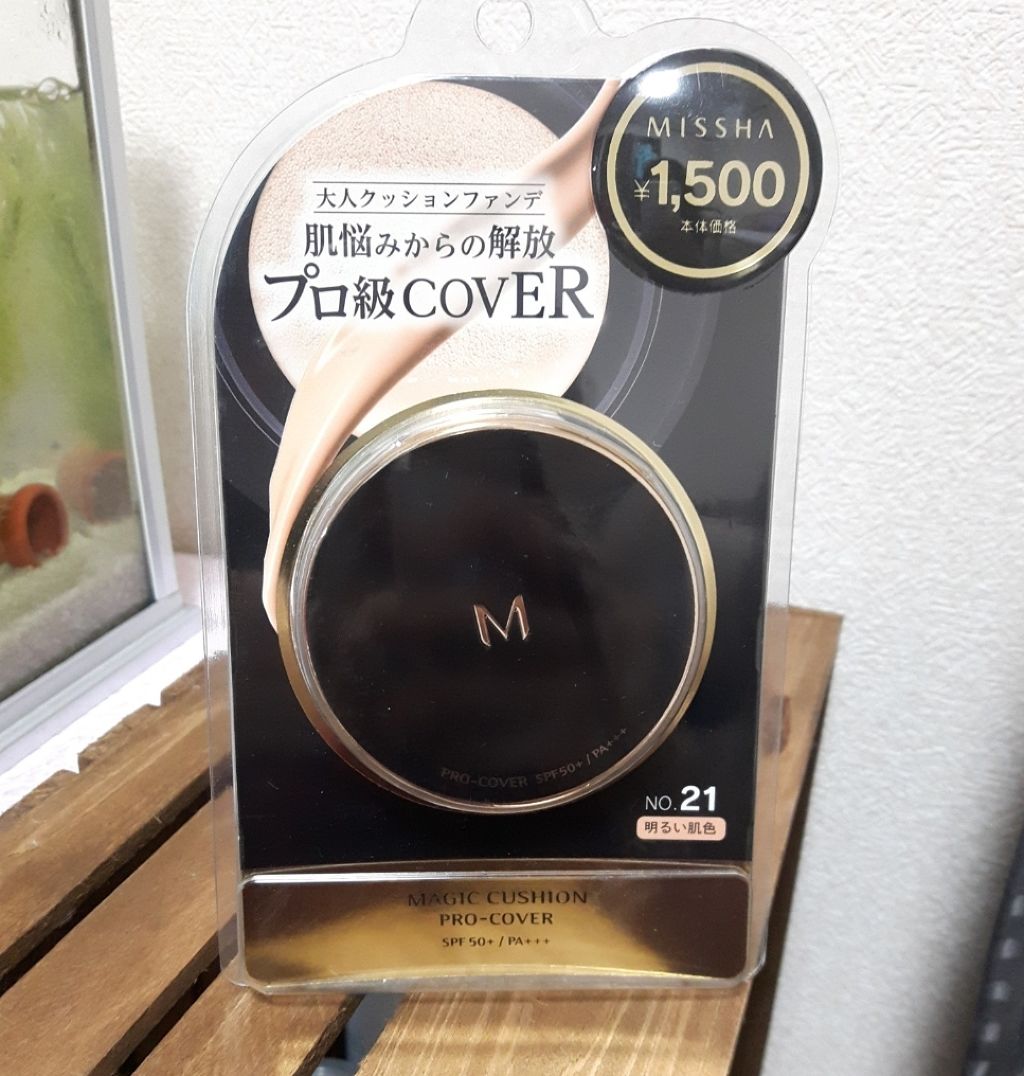 MISSHA
¥1,500
本体価格
大人クッションファンデ
肌悩みからの解放
プロ級COVER
M
PRO-COVER SPF50+ / PA+++
NO.21
明るい肌色
MAGIC CUSHION
PRO-COVER
SPF 50+ / PA+++